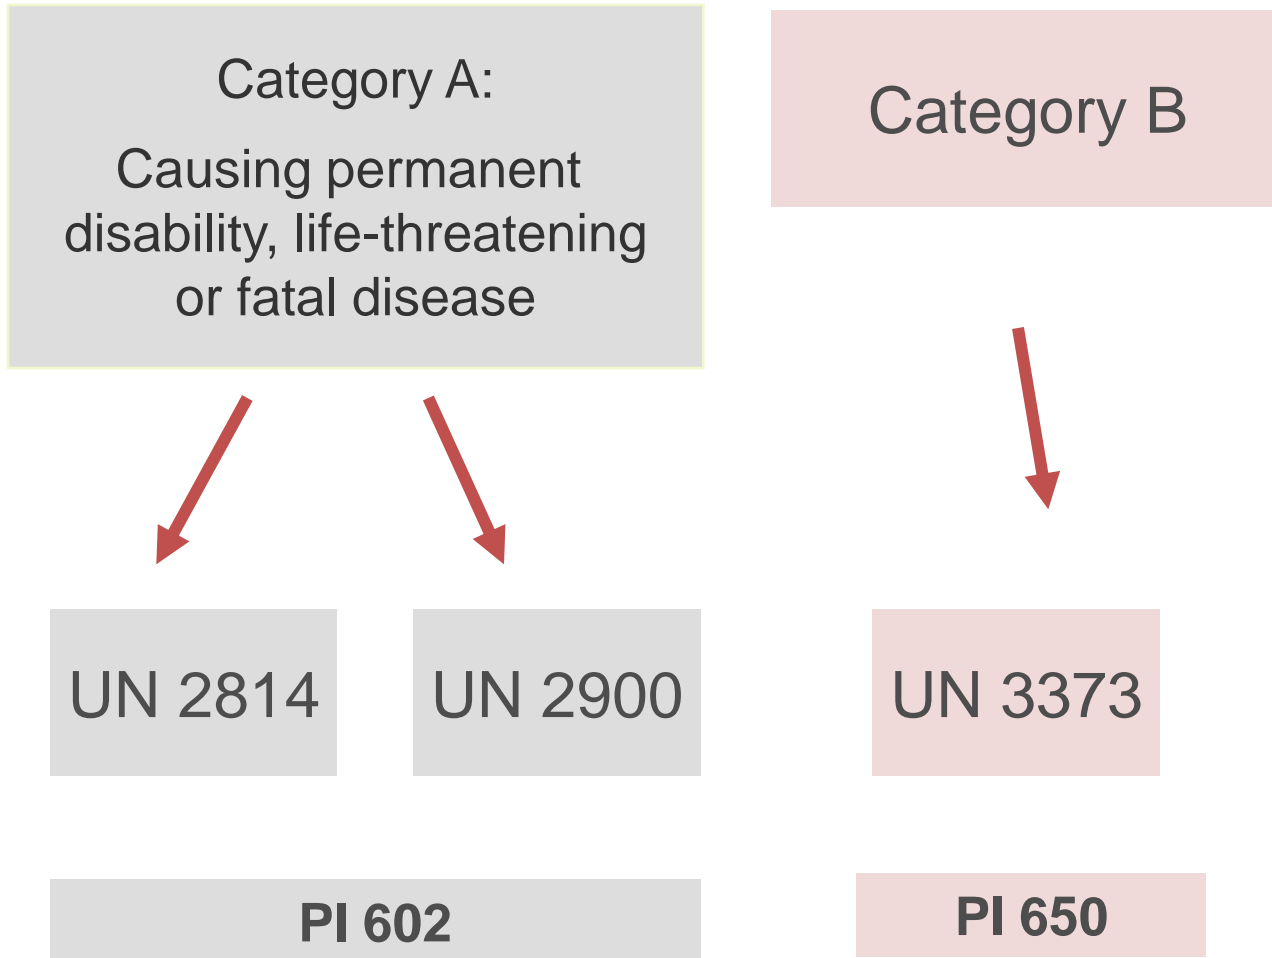 Category A:
Causing permanent
disability, life-threatening
or fatal disease
Category B
UN 2814
UN 2900
UN 3373
PI 602
PI 650